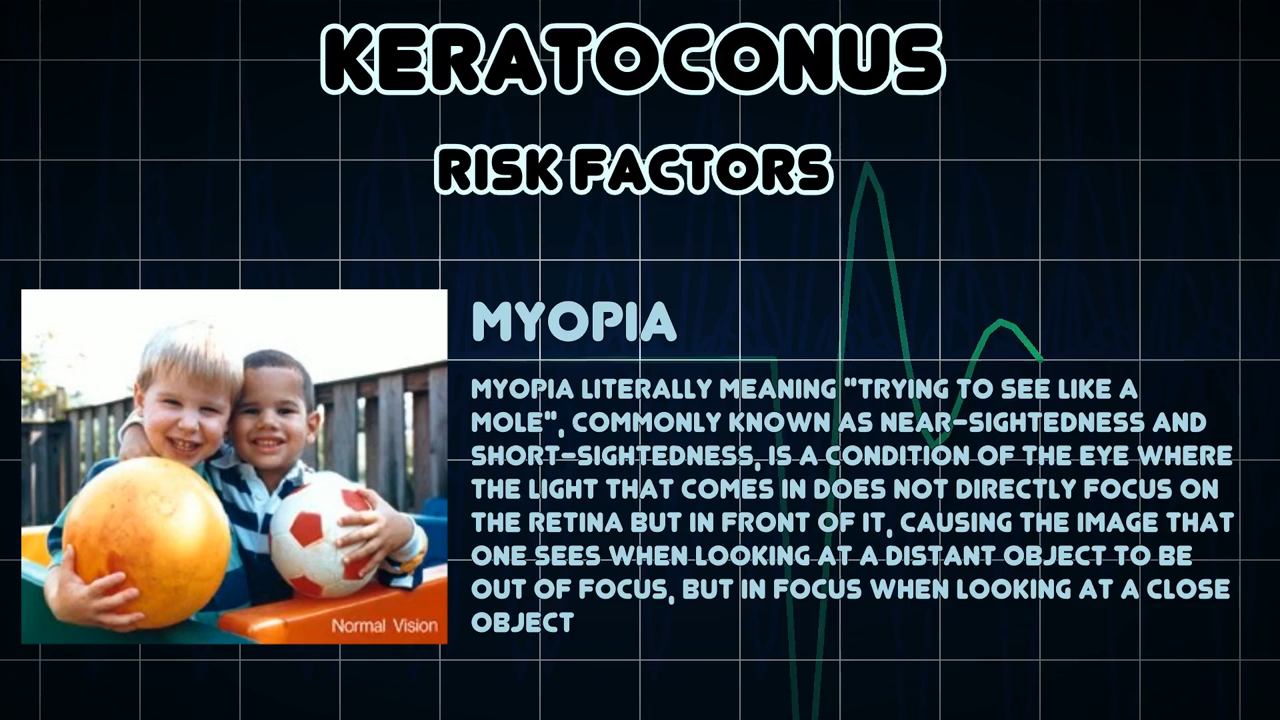 KERATOCONUS
RISK FACTORS
MYOPIA
MYOPIA LITERALLY MEANING "TRYING TO SEE LIKE A
MOLE", COMMONLY KNOWN AS NEAR-SIGHTEDNESS AND
SHORT-SIGHTEDNESS, IS A CONDITION OF THE EYE WHERE
THE LIGHT THAT COMES IN DOES NOT DIRECTLY FOCUS ON
THE RETINA BUT IN FRONT OF IT, CAUSING THE IMAGE THAT
ONE SEES WHEN LOOKING AT A DISTANT OBJECT TO BE
OUT OF FOCUS, BUT IN FOCUS WHEN LOOKING AT A CLOSE
OBJECT
Normal Vision